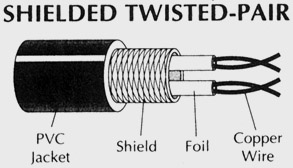 SHIELDED TWISTED-PAIR
PVC
Jacket
Shield
Foil
Copper
Wire